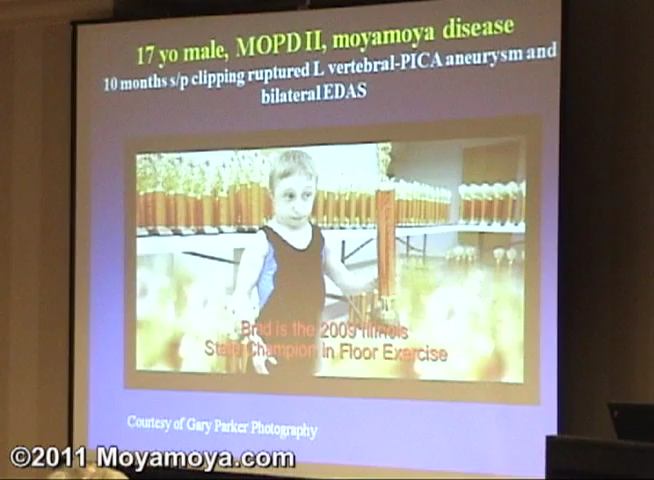 17 yo male, MOPD II, moyamoya disease
10 months s/p clipping ruptured L vertebral-PICA aneurysm and
bilateral EDAS
Brad is the 2009 Illinois
State Champion in Floor Exercise
Courtesy of Gary Parker Photography
©2011 Moyamoya.com